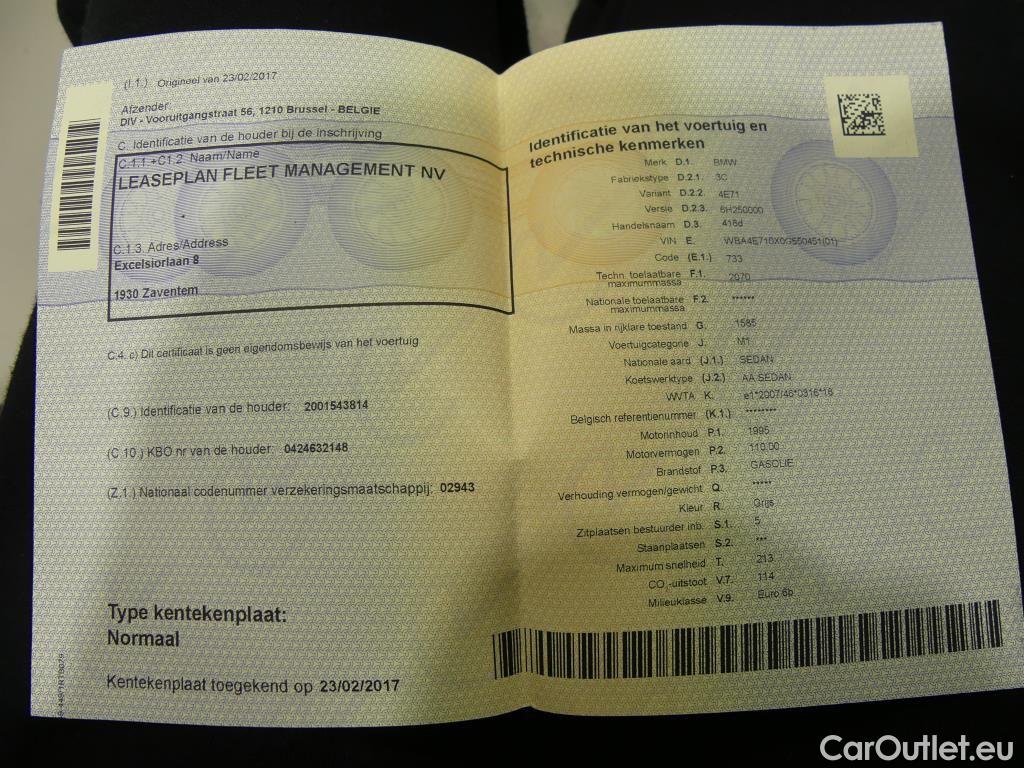 (I.1.) Origineel van 23/02/2017
Afzender:
DIV - Vooruitgangstraat 56, 1210 Brussel - BELGIE
C. Identificatie van de houder bij de inschrijving
C.1.1.+C1.2. Naam/Name
LEASEPLAN FLEET MANAGEMENT NV
C.1.3. Adres/Address
Excelsiorlaan 8
1930 Zaventem
C.4. c) Dit certificaat is geen eigendomsbewijs van het voertuig
(C.9.) Identificatie van de houder: 2001543814
(C.10.) KBO nr van de houder: 0424632148
(Z.1.) Nationaal codenummer verzekeringsmaatschappij: 02943
Type kentekenplaat:
Normaal
Kentekenplaat toegekend op 23/02/2017
Identificatie van het voertuig en
technische kenmerken
Merk D.1. BMW
Fabriekstype D.2.1. 3C
Variant D.2.2. 4E71
Versie D.2.3. 6H250000
Handelsnaam D.3. 418d
VIN E. WBA4E710X0G550451(01)
Code (E.1.) 733
Techn. toelaatbare F.1. 2070
maximummassa
Nationale toelaatbare F.2. ******
maximummassa
Massa in rijklare toestand G. 1585
Voertuigcategorie J. M1
Nationale aard (J.1.) SEDAN
Koetswerktype (J.2.) AA SEDAN
WVTA K. e1*2007/46*0316*16
Belgisch referentienummer (K.1.) ********
Motorinhoud P.1. 1995
Motorvermogen P.2. 110.00
Brandstof P.3. GASOLIE
Verhouding vermogen/gewicht Q. *****
Kleur R. Grijs
Zitplaatsen bestuurder inb. S.1. 5
Staanplaatsen S.2. ***
Maximum snelheid T. 213
CO₂-uitstoot V.7. 114
Milieuklasse V.9. Euro 6b
CarOutlet.eu